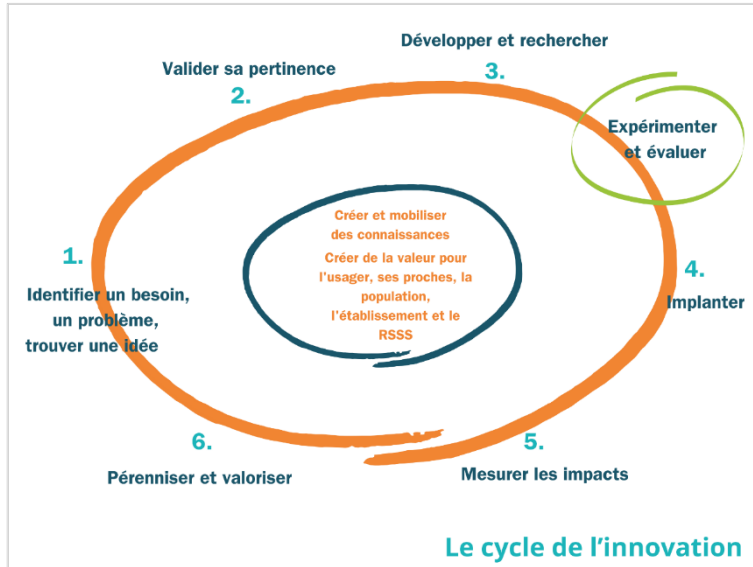 Développer et rechercher
3.
Valider sa pertinence
2.
Expérimenter
et évaluer
Créer et mobiliser
des connaissances
Créer de la valeur pour
l'usager, ses proches, la
population,
l'établissement et le
RSSS
1.
Identifier un besoin,
un problème,
trouver une idée
4.
Implanter
6.
Pérenniser et valoriser
5.
Mesurer les impacts
Le cycle de l'innovation